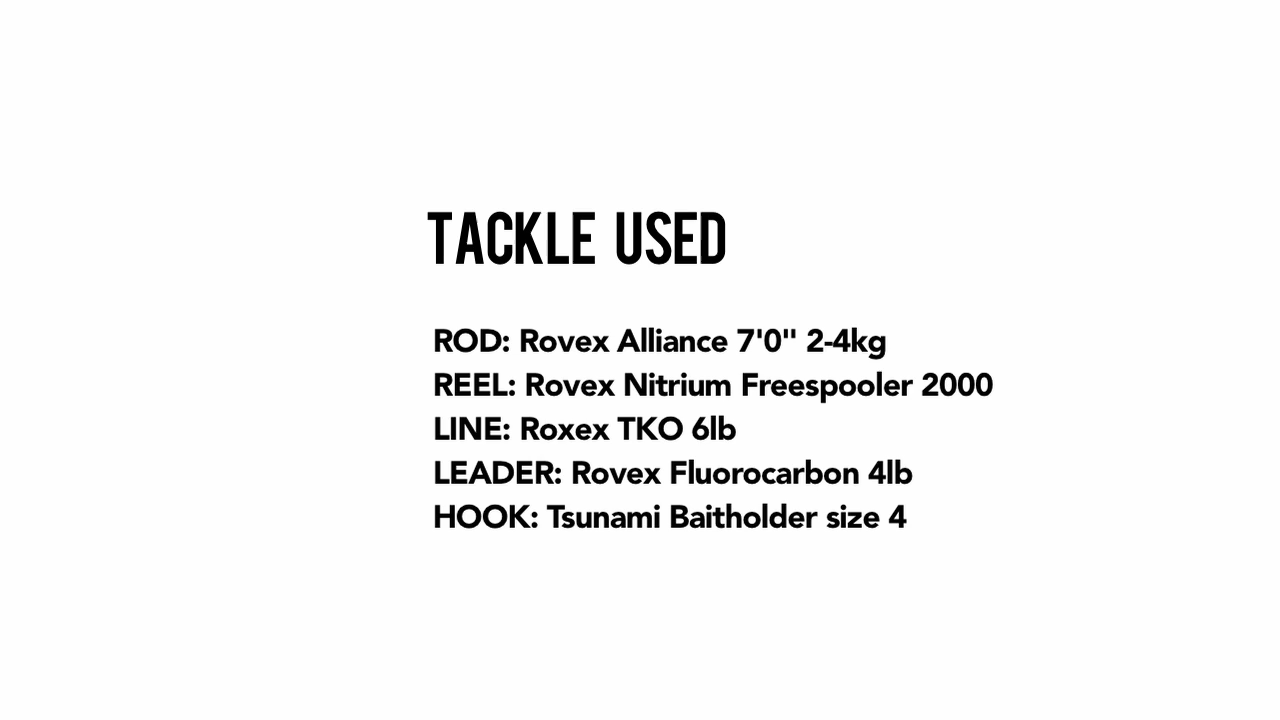 TACKLE USED
ROD: Rovex Alliance 7'0" 2-4kg
REEL: Rovex Nitrium Freespooler 2000
LINE: Roxex TKO 6lb
LEADER: Rovex Fluorocarbon 4lb
HOOK: Tsunami Baitholder size 4